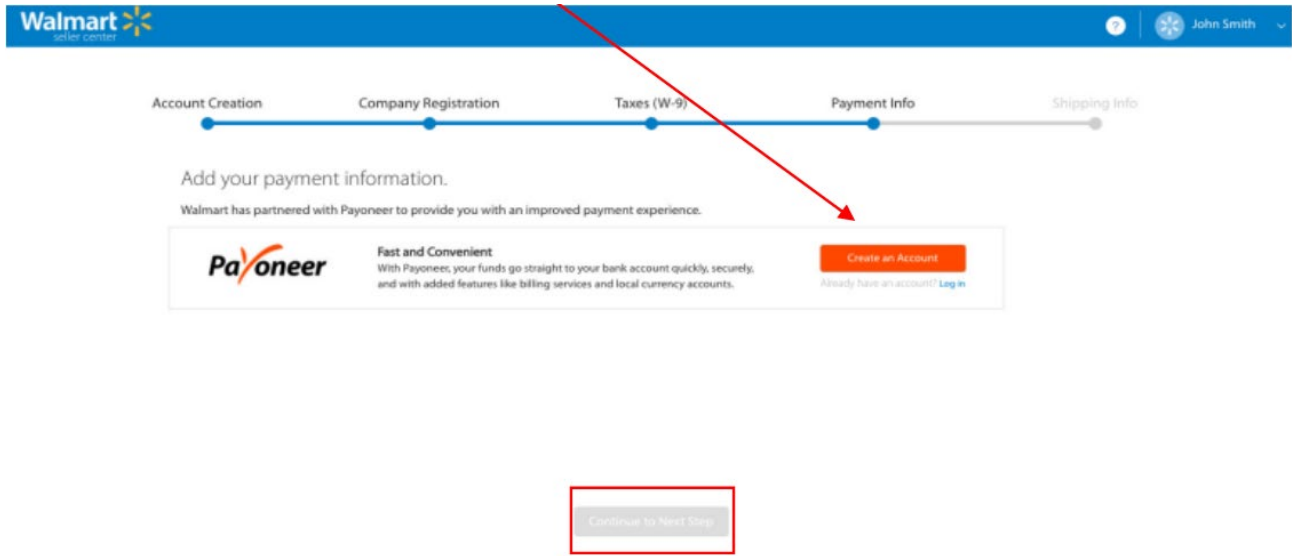 Walmart
seller center
?
John Smith
Account Creation
Company Registration
Taxes (W-9)
Payment Info
Shipping Info
Add your payment information.
Walmart has partnered with Payoneer to provide you with an improved payment experience.
Payoneer
Fast and Convenient
With Payoneer, your funds go straight to your bank account quickly, securely,
and with added features like billing services and local currency accounts.
Create an Account
Already have an account? Log in
Continue to Next Step